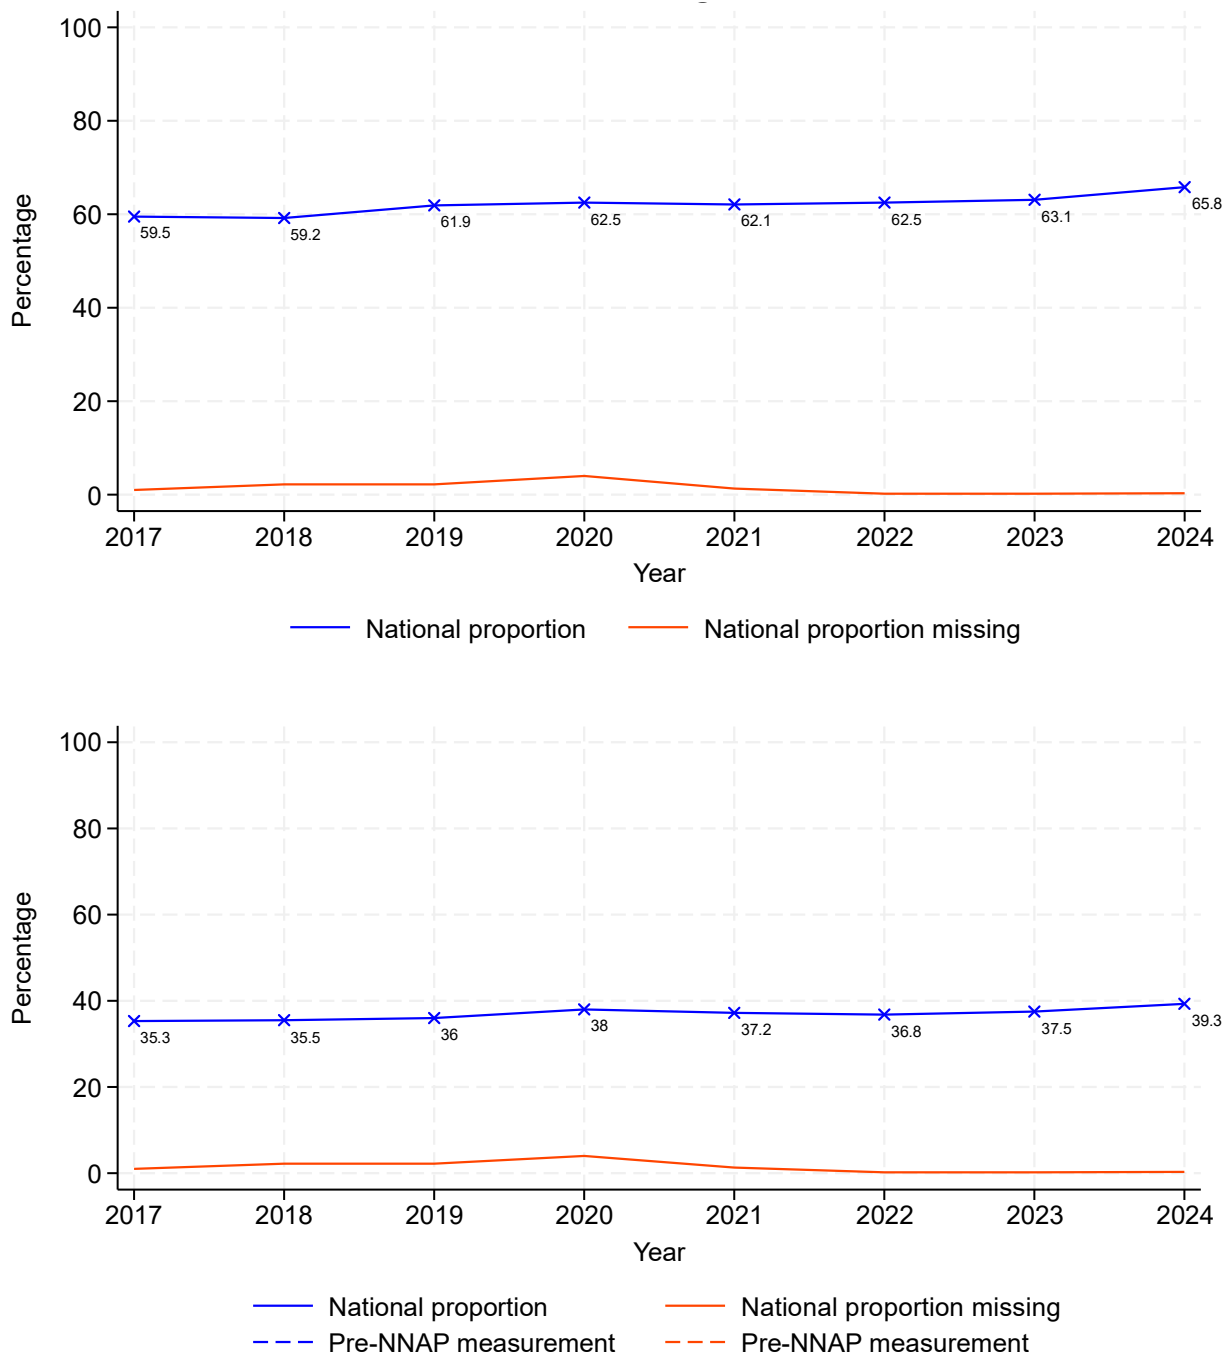 100
80
60
40
20
0
Percentage
59.5 59.2 61.9 62.5 62.1 62.5 63.1 65.8
2017 2018 2019 2020 2021 2022 2023 2024
Year
National proportion National proportion missing
100
80
60
40
20
0
Percentage
35.3 35.5 36 38 37.2 36.8 37.5 39.3
2017 2018 2019 2020 2021 2022 2023 2024
Year
National proportion National proportion missing
Pre-NNAP measurement Pre-NNAP measurement